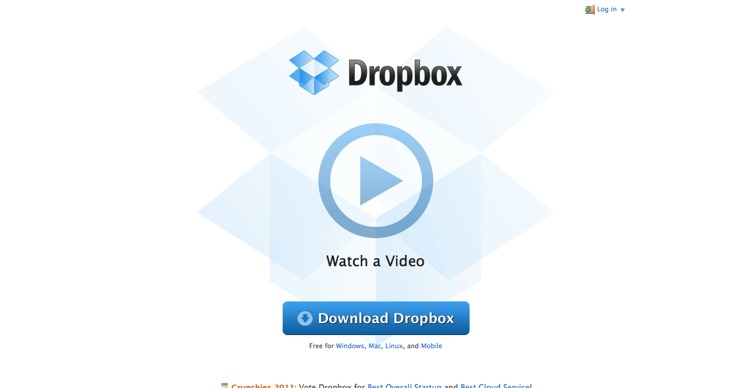 Log in
Dropbox
Watch a Video
Download Dropbox
Free for Windows, Mac, Linux, and Mobile
Crunchies 2011: Vote Dropbox for Best Overall Startup and Best Cloud Service!